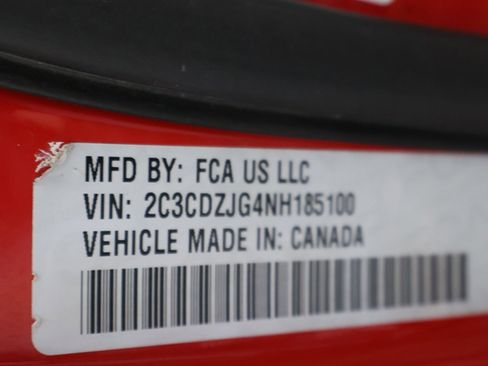 MFD BY: FCA US LLC
VIN: 2C3CDZJG4NH185100
VEHICLE MADE IN: CANADA